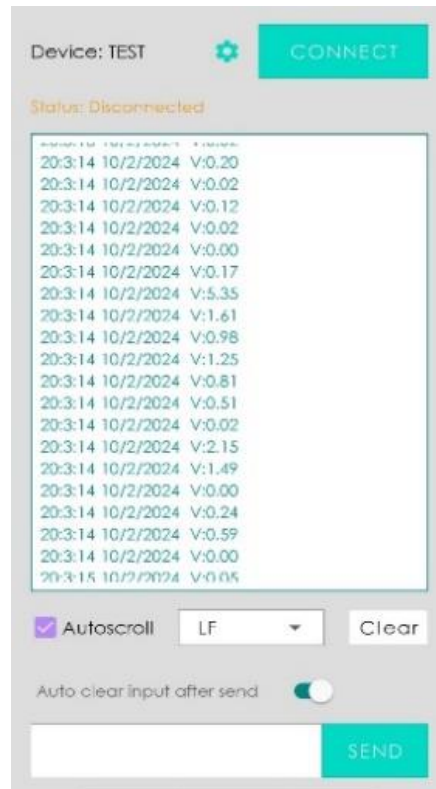 Device: TEST
CONNECT
Status: Disconnected
20:3:14 10/2/2024 V:0.20
20:3:14 10/2/2024 V:0.02
20:3:14 10/2/2024 V:0.12
20:3:14 10/2/2024 V:0.02
20:3:14 10/2/2024 V:0.00
20:3:14 10/2/2024 V:0.17
20:3:14 10/2/2024 V:5.35
20:3:14 10/2/2024 V:1.61
20:3:14 10/2/2024 V:0.98
20:3:14 10/2/2024 V:1.25
20:3:14 10/2/2024 V:0.81
20:3:14 10/2/2024 V:0.51
20:3:14 10/2/2024 V:0.02
20:3:14 10/2/2024 V:2.15
20:3:14 10/2/2024 V:1.49
20:3:14 10/2/2024 V:0.00
20:3:14 10/2/2024 V:0.24
20:3:14 10/2/2024 V:0.59
20:3:14 10/2/2024 V:0.00
20:3:15 10/2/2024 V:0.05
Autoscroll
LF
Clear
Auto clear input after send
SEND